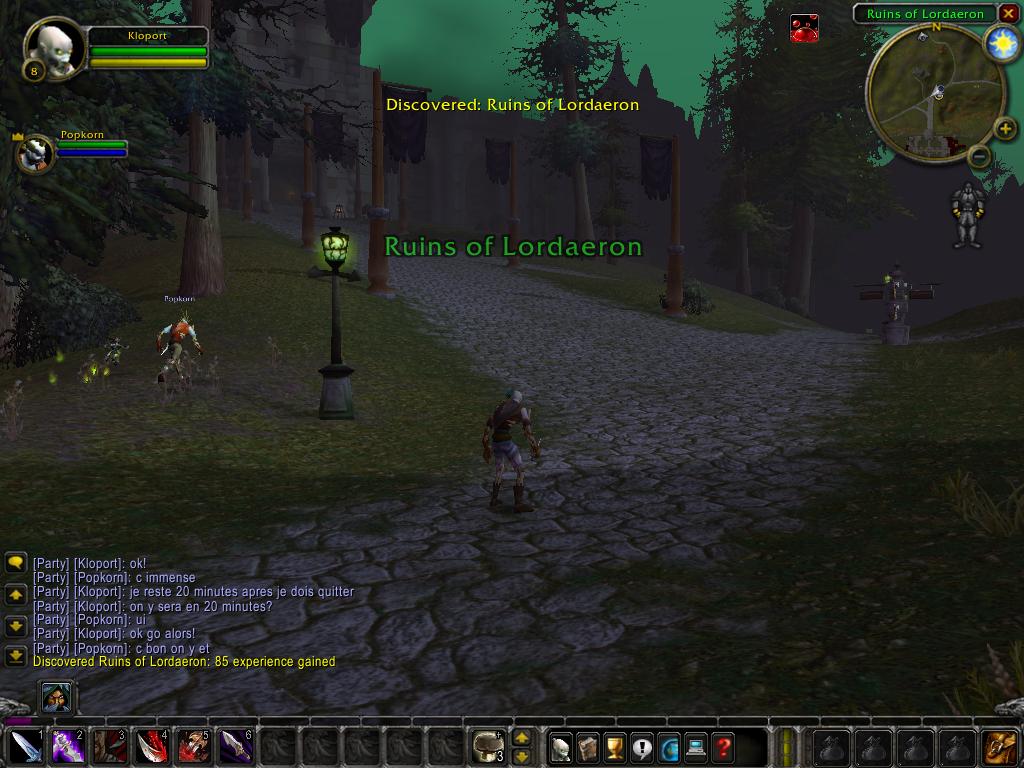 Kloport
8
Popkorn
Ruins of Lordaeron
N
Discovered: Ruins of Lordaeron
Ruins of Lordaeron
Popkorn
[Party] [Kloport]: ok!
[Party] [Popkorn]: c immense
[Party] [Kloport]: je reste 20 minutes apres je dois quitter
[Party] [Kloport]: on y sera en 20 minutes?
[Party] [Popkorn]: ui
[Party] [Kloport]: ok go alors!
[Party] [Popkorn]: c bon on y et
Discovered Ruins of Lordaeron: 85 experience gained
1 2 3 4 5 6
3